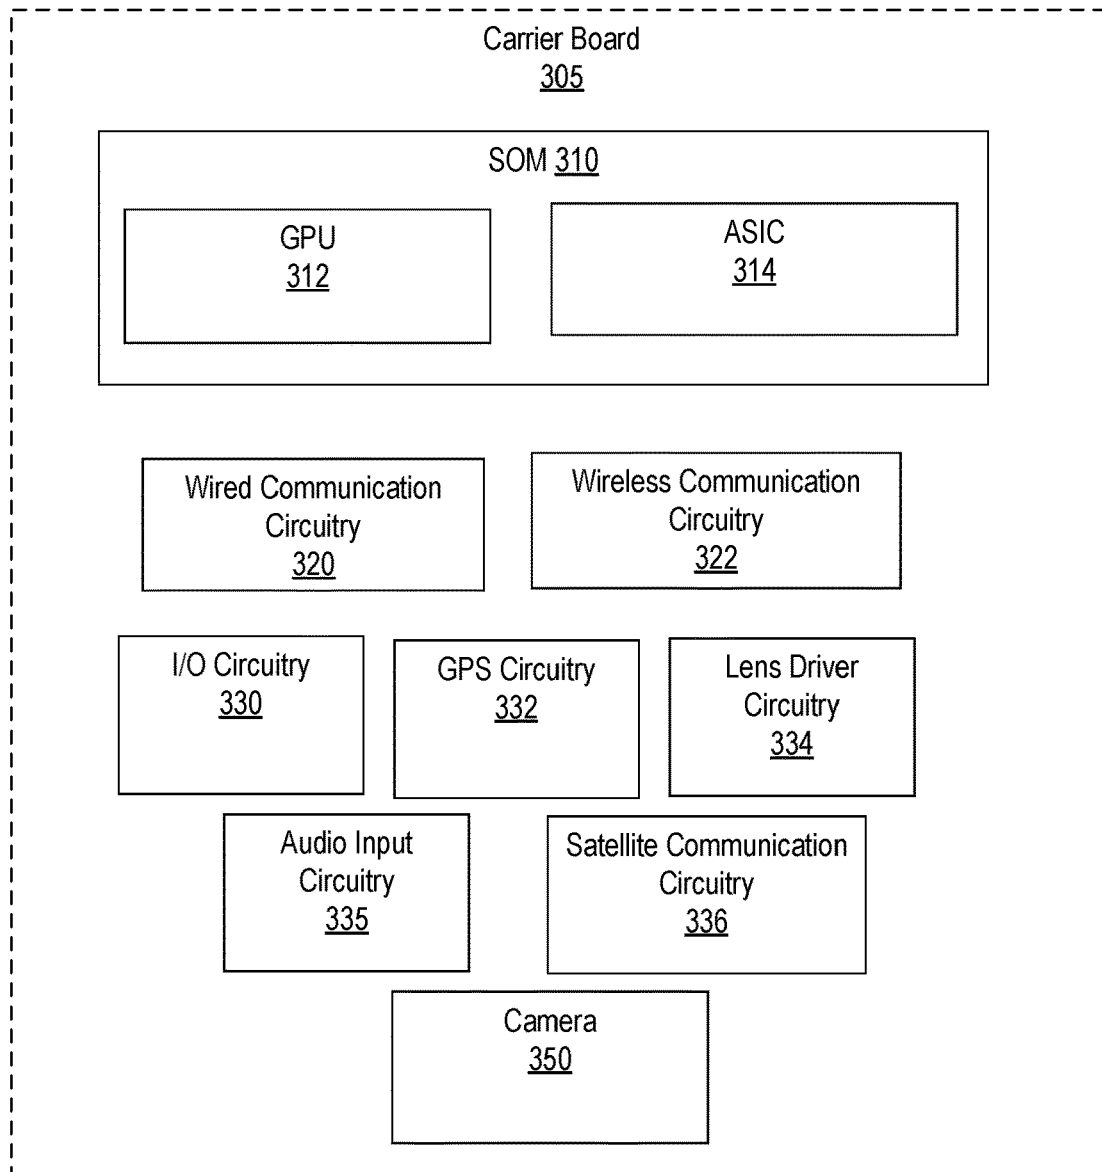 Carrier Board
305
SOM 310
GPU
312
ASIC
314
Wired Communication
Circuitry
320
Wireless Communication
Circuitry
322
I/O Circuitry
330
GPS Circuitry
332
Lens Driver
Circuitry
334
Audio Input
Circuitry
335
Satellite Communication
Circuitry
336
Camera
350